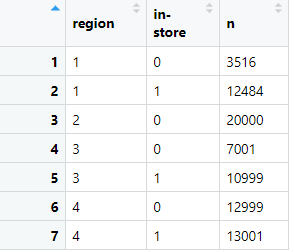 region in-store n
1 1 0 3516
2 1 1 12484
3 2 0 20000
4 3 0 7001
5 3 1 10999
6 4 0 12999
7 4 1 13001